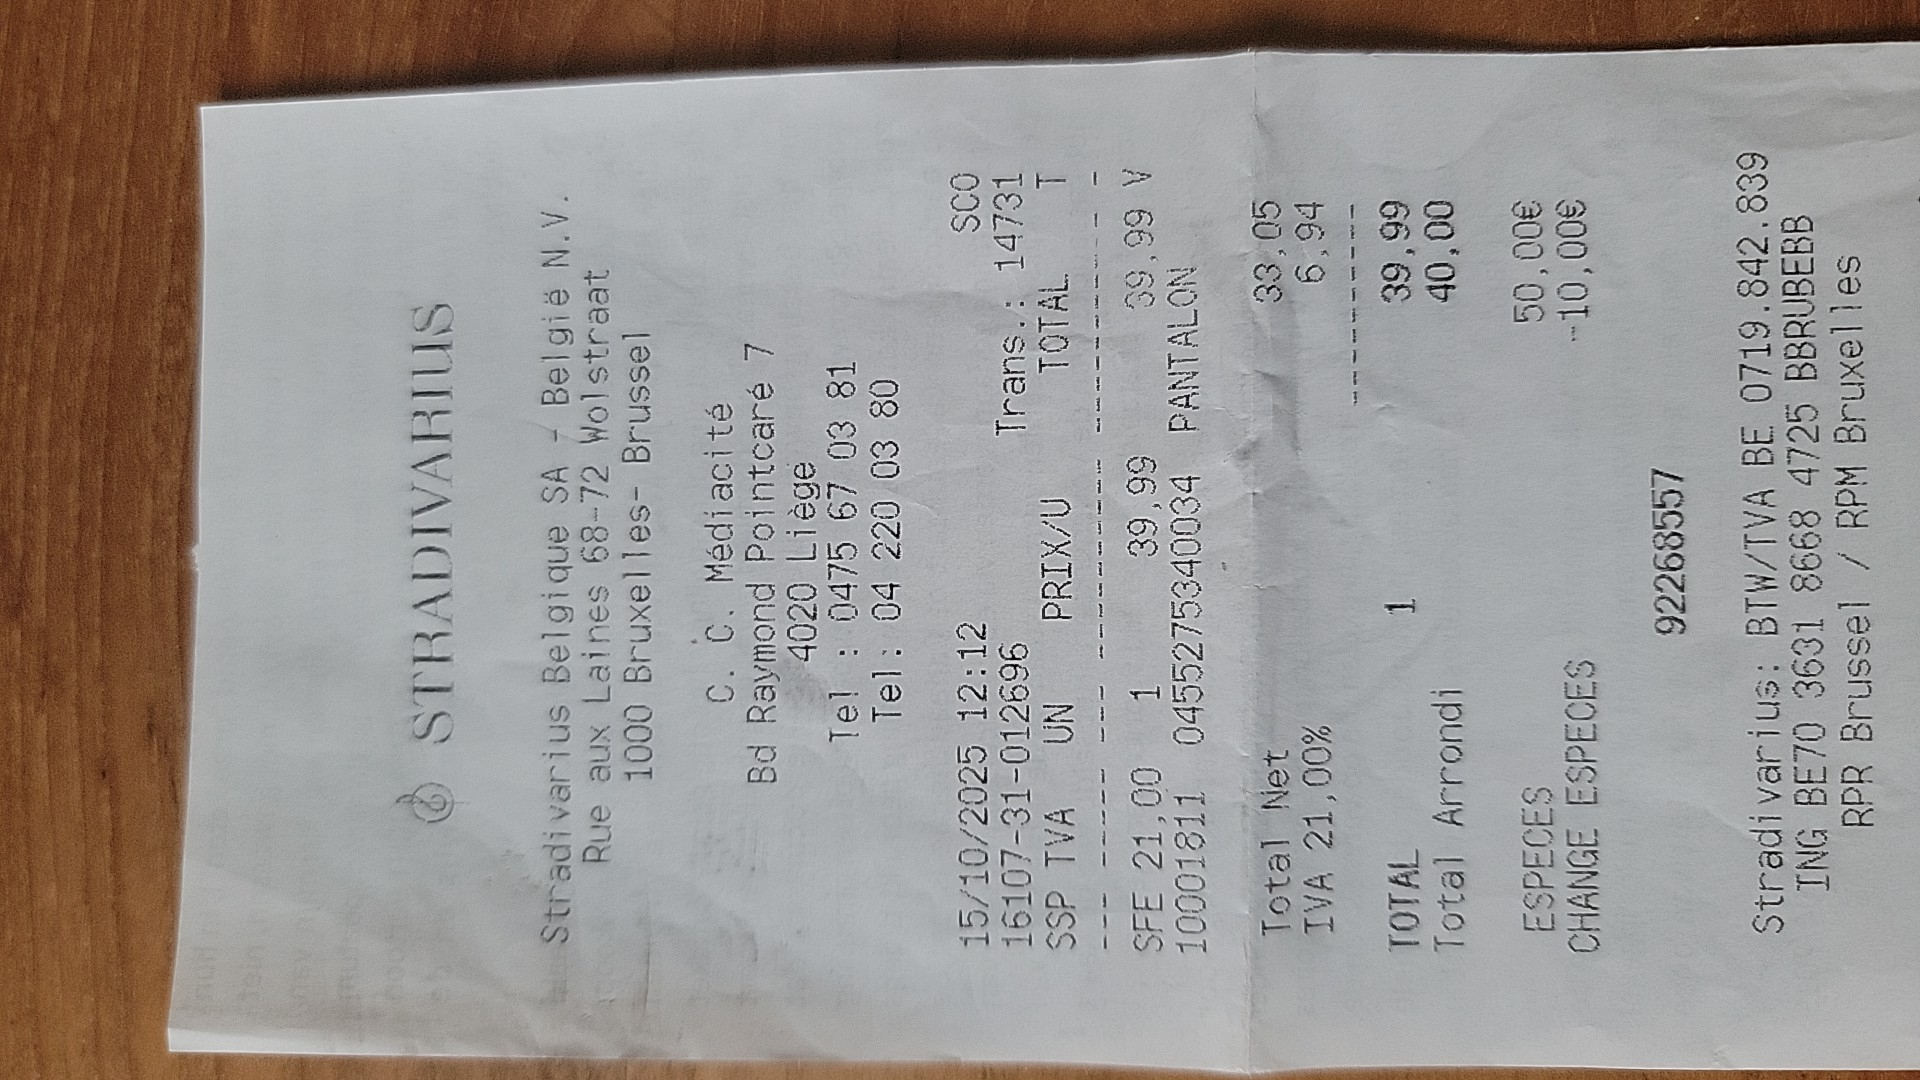 STRADIVARIUS
Stradivarius Belgique SA - België N.V.
Rue aux Laines 68-72 Wolstraat
1000 Bruxelles- Brussel
C. C. Médiacité
Bd Raymond Pointcaré 7
4020 Liège
Tel : 0475 67 03 81
Tel: 04 220 03 80
15/10/2025 12:12 SCO
16107-31-012696 Trans.: 14731
SSP TVA UN PRIX/U TOTAL T
SFE 21,00 1 39,99 39,99 V
10001811 0455275340034 PANTALON
Total Net 33,05
IVA 21,00% 6,94
TOTAL 1 39,99
Total Arrondi 40,00
ESPECES 50,00€
CHANGE ESPECES -10,00€
92268557
Stradivarius: BTW/TVA BE 0719.842.839
ING BE70 3631 8668 4725 BBRUBEBB
RPR Brussel / RPM Bruxelles